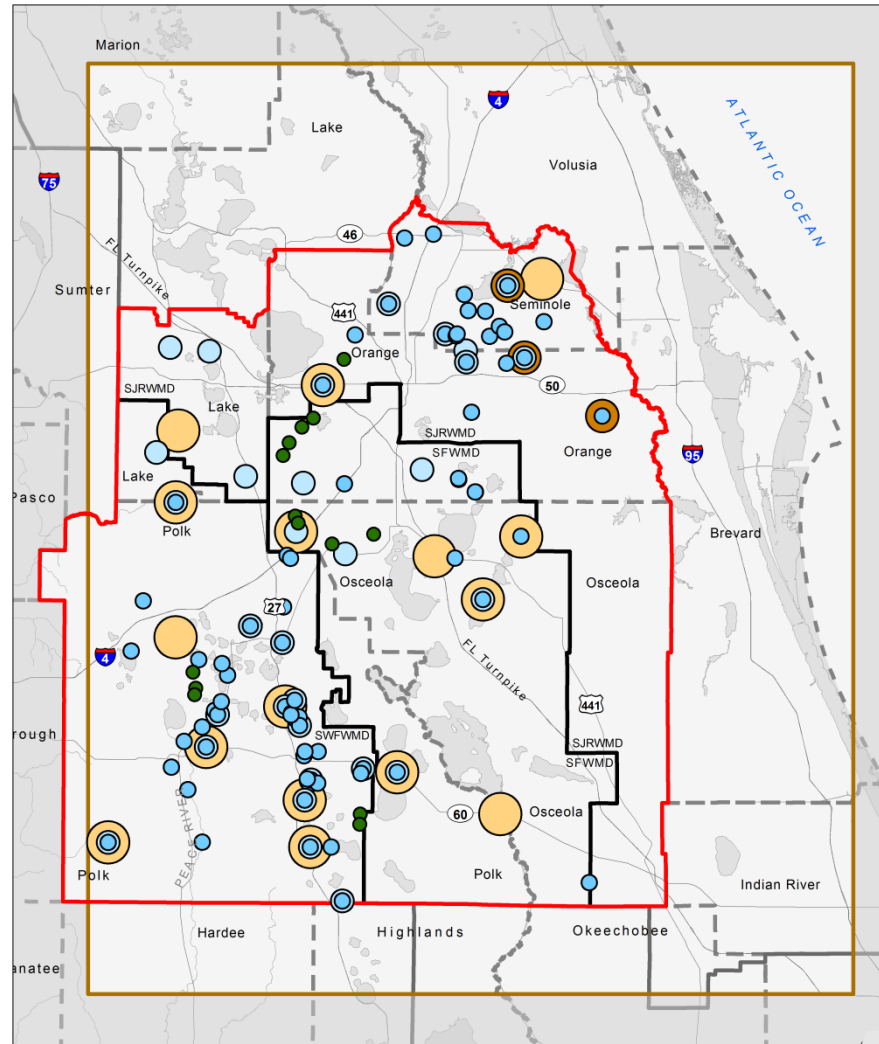 Marion
4
Lake
Volusia
ATLANTIC OCEAN
75
46
FL Turnpike
Sumter
Seminole
441
Orange
50
SJRWMD
Lake
SJRWMD
SFWMD
Orange
95
Lake
Pasco
Polk
Brevard
Osceola
Osceola
27
4
FL Turnpike
441
rough
SWFWMD
SJRWMD
SFWMD
PEACE RIVER
60
Osceola
Polk
Polk
Indian River
Hardee
Highlands
Okeechobee
anatee